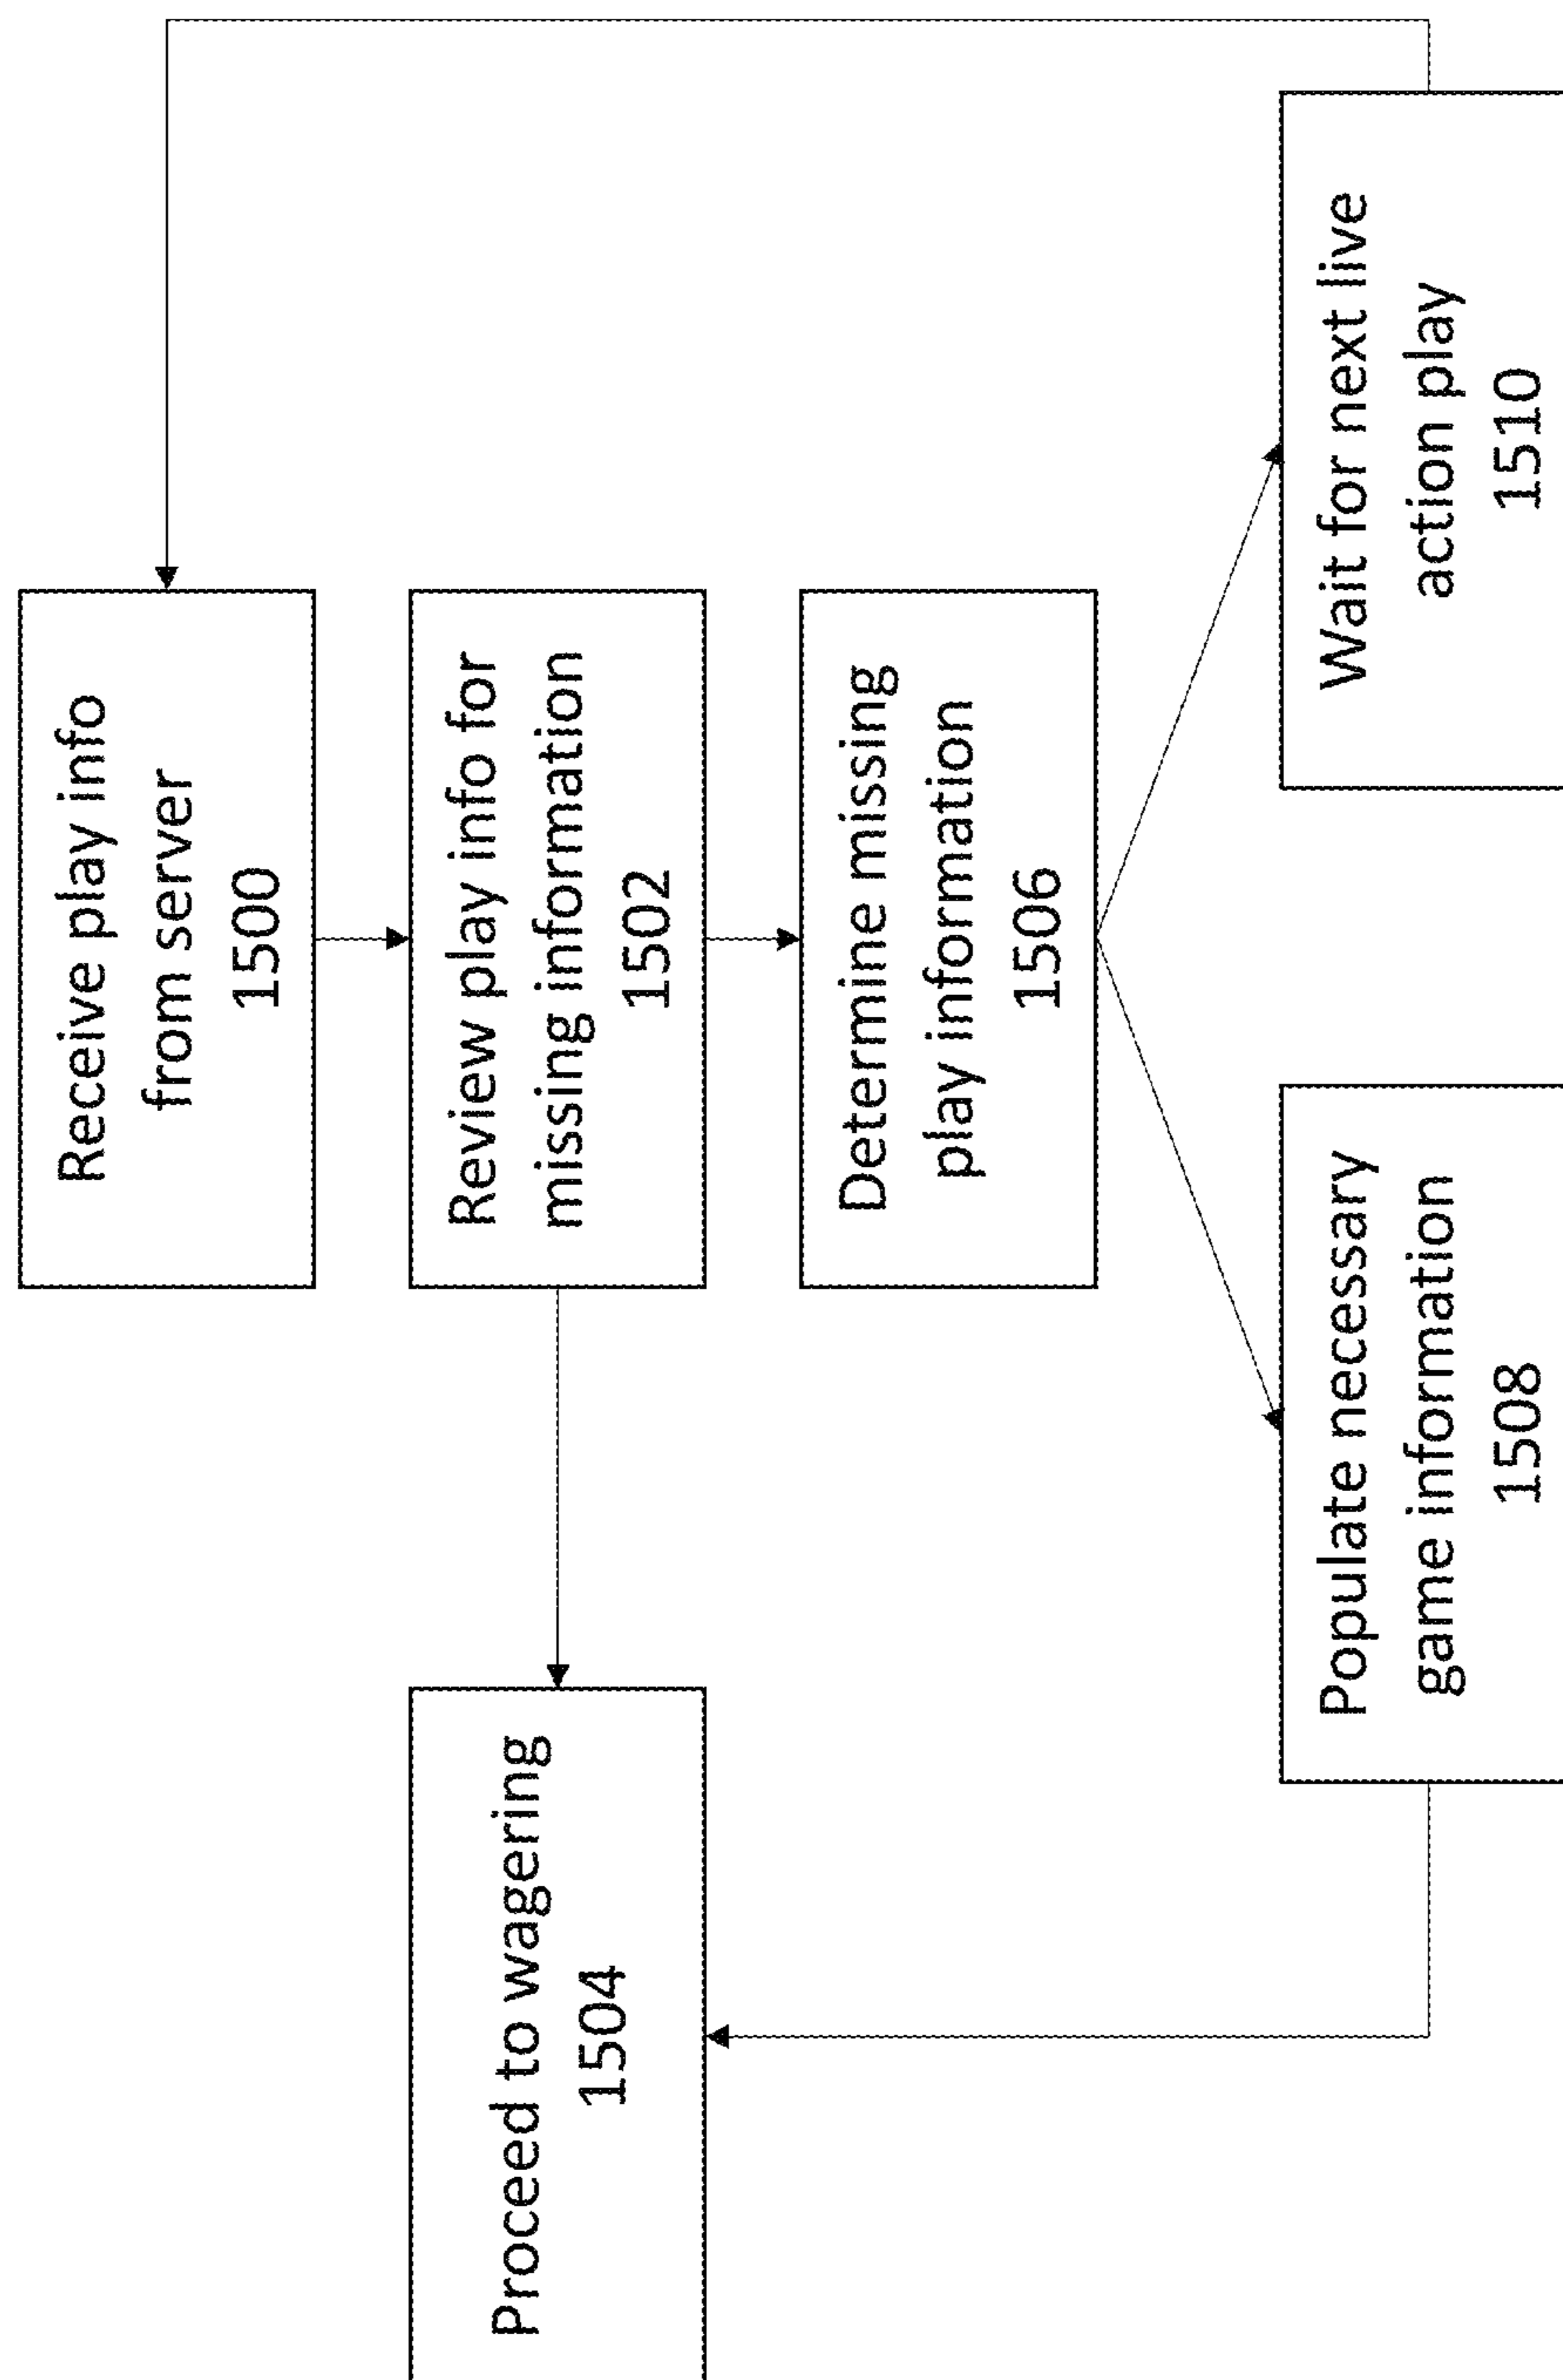 Receive play info
from server
1500
Review play info for
missing information
1502
Proceed to wagering
1504
Determine missing
play information
1506
Populate necessary
game information
1508
Wait for next live
action play
1510